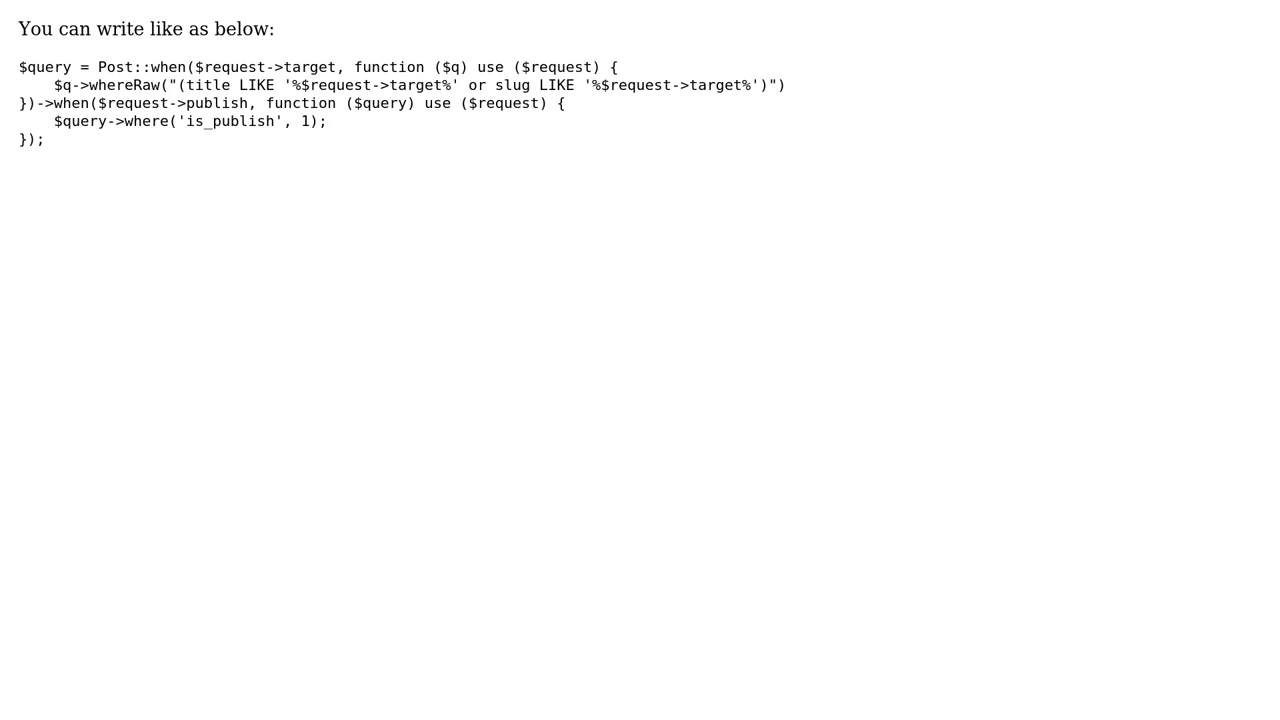 You can write like as below:
$query = Post::when($request->target, function ($q) use ($request) {
    $q->whereRaw("(title LIKE '%$request->target%' or slug LIKE '%$request->target%')")
})->when($request->publish, function ($query) use ($request) {
    $query->where('is_publish', 1);
});